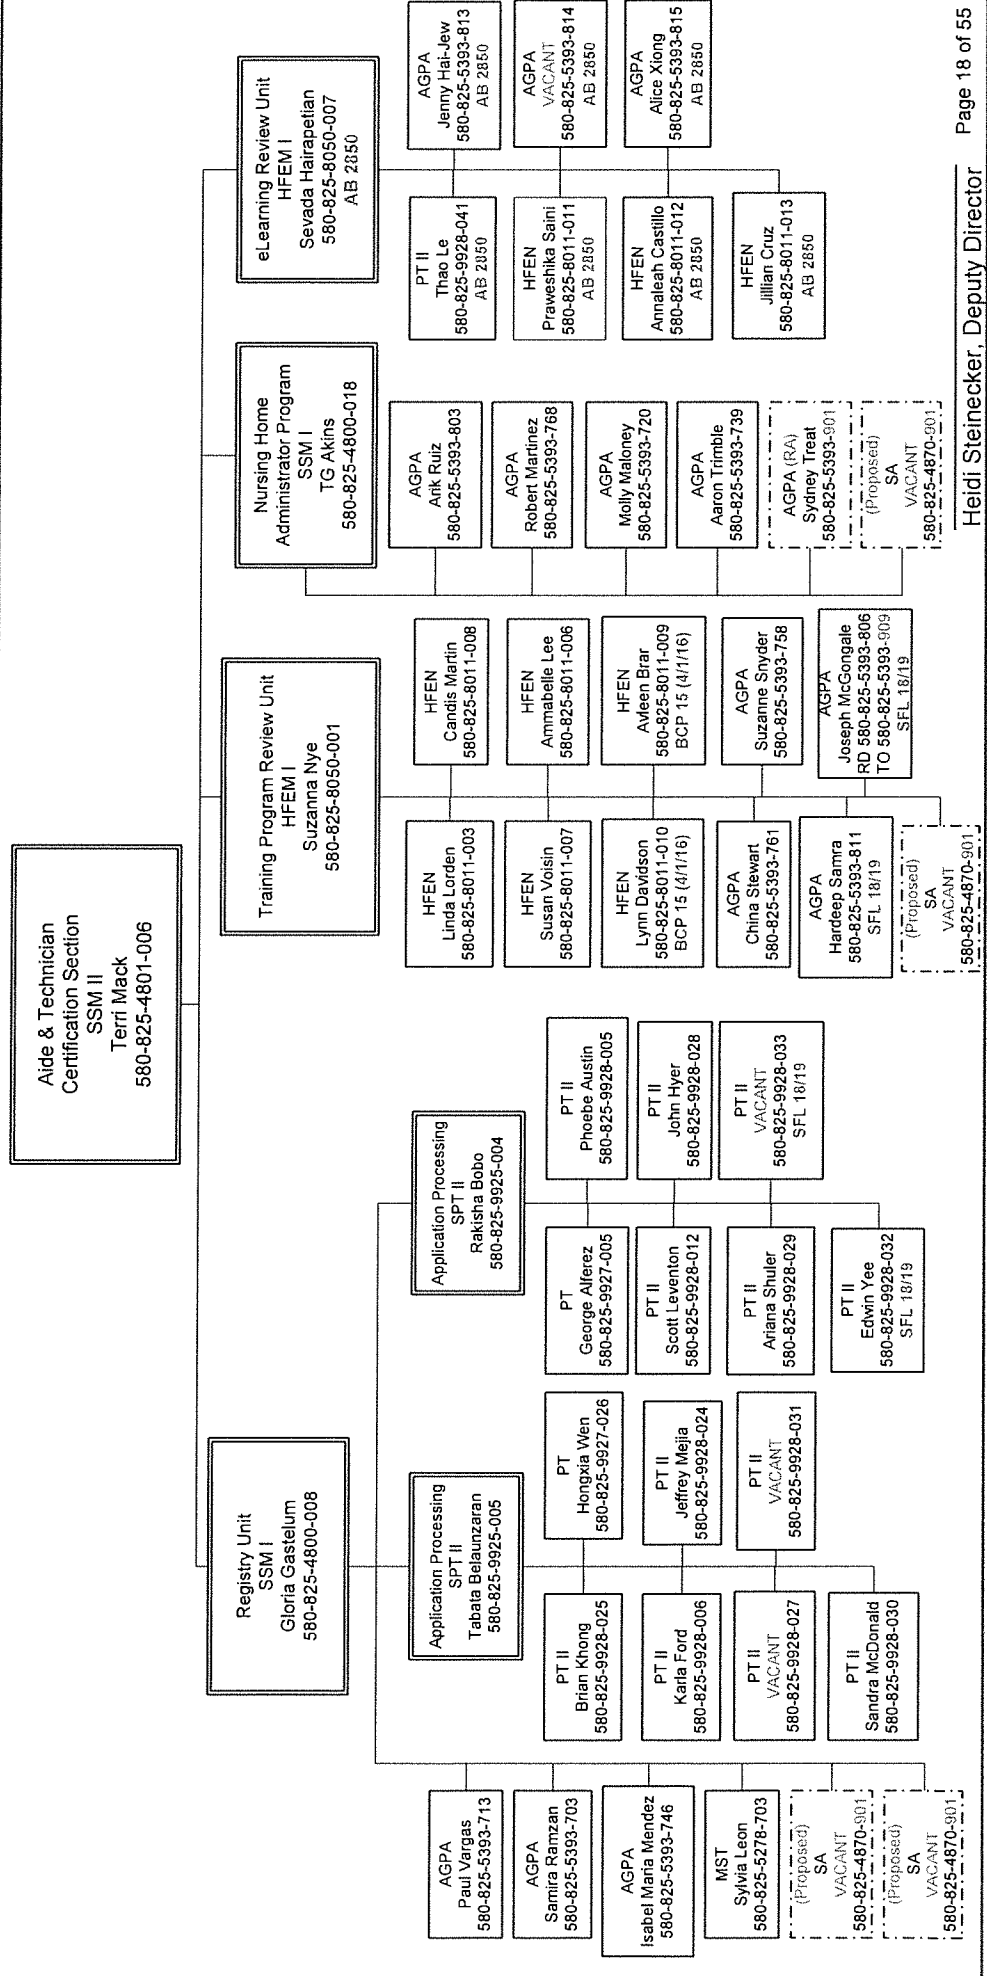 Aide & Technician
Certification Section
SSM II
Terri Mack
580-825-4801-006
Registry Unit
SSM I
Gloria Gastelum
580-825-4800-008
AGPA
Paul Vargas
580-825-5393-713
AGPA
Samira Ramzan
580-825-5393-703
AGPA
Isabel Maria Mendez
580-825-5393-746
MST
Sylvia Leon
580-825-5278-703
(Proposed)
SA
VACANT
580-825-4870-901
(Proposed)
SA
VACANT
580-825-4870-901
Application Processing
SPT II
Tabata Belaunzaran
580-825-9925-005
PT II
Brian Khong
580-825-9928-025
PT
Hongxia Wen
580-825-9927-026
PT II
Karla Ford
580-825-9928-006
PT II
Jeffrey Mejia
580-825-9928-024
PT II
VACANT
580-825-9928-027
PT II
VACANT
580-825-9928-031
PT II
Sandra McDonald
580-825-9928-030
Application Processing
SPT II
Rakisha Bobo
580-825-9925-004
PT
George Alferez
580-825-9927-005
PT II
Phoebe Austin
580-825-9928-005
PT II
Scott Leventon
580-825-9928-012
PT II
John Hyer
580-825-9928-028
PT II
Ariana Shuler
580-825-9928-029
PT II
VACANT
580-825-9928-033
SFL 18/19
PT II
Edwin Yee
580-825-9928-032
SFL 18/19
Training Program Review Unit
HFEM I
Suzanna Nye
580-825-8050-001
HFEN
Linda Lorden
580-825-8011-003
HFEN
Candis Martin
580-825-8011-008
HFEN
Susan Voisin
580-825-8011-007
HFEN
Ammabelle Lee
580-825-8011-006
HFEN
Lynn Davidson
580-825-8011-010
BCP 15 (4/1/16)
HFEN
Avleen Brar
580-825-8011-009
BCP 15 (4/1/16)
AGPA
China Stewart
580-825-5393-761
AGPA
Suzanne Snyder
580-825-5393-758
AGPA
Hardeep Samra
580-825-5393-811
SFL 18/19
AGPA
Joseph McGongale
RD 580-825-5393-806
TO 580-825-5393-909
SFL 18/19
(Proposed)
SA
VACANT
580-825-4870-901
Nursing Home
Administrator Program
SSM I
TG Akins
580-825-4800-018
AGPA
Arik Ruiz
580-825-5393-803
AGPA
Robert Martinez
580-825-5393-768
AGPA
Molly Maloney
580-825-5393-720
AGPA
Aaron Trimble
580-825-5393-739
AGPA (RA)
Sydney Treat
580-825-5393-901
(Proposed)
SA
VACANT
580-825-4870-901
eLearning Review Unit
HFEM I
Sevada Hairapetian
580-825-8050-007
AB 2850
PT II
Thao Le
580-825-9928-041
AB 2850
AGPA
Jenny Hai-Jew
580-825-5393-813
AB 2850
HFEN
Praweshika Saini
580-825-8011-011
AB 2850
AGPA
VACANT
580-825-5393-814
AB 2850
HFEN
Annaleah Castillo
580-825-8011-012
AB 2850
AGPA
Alice Xiong
580-825-5393-815
AB 2850
HFEN
Jillian Cruz
580-825-8011-013
AB 2850
Heidi Steinecker, Deputy Director
Page 18 of 55